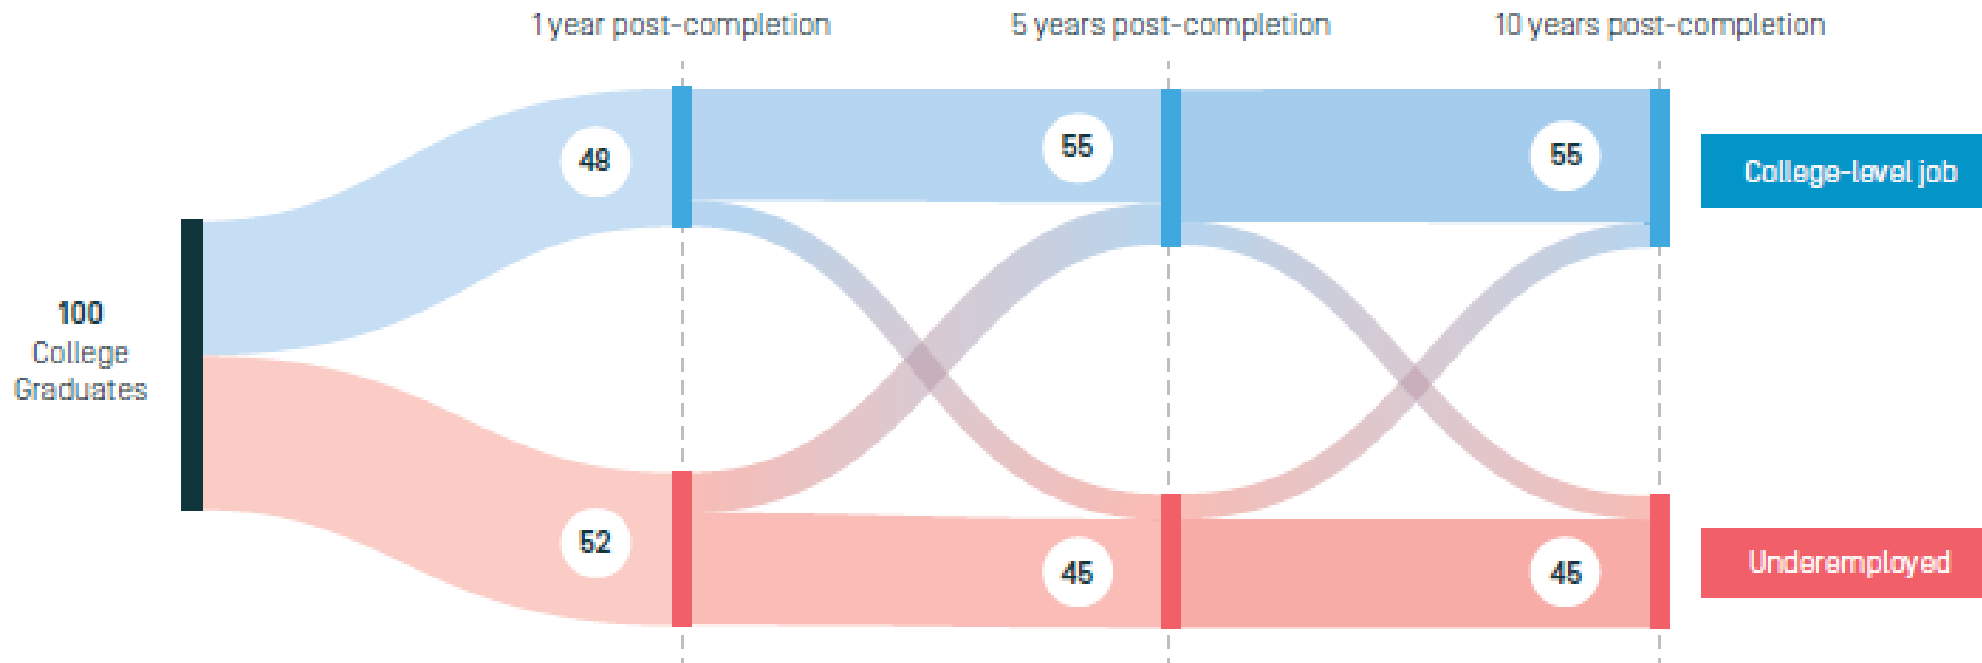 1 year post-completion
5 years post-completion
10 years post-completion
48
55
55
College-level job
100
College
Graduates
52
45
45
Underemployed